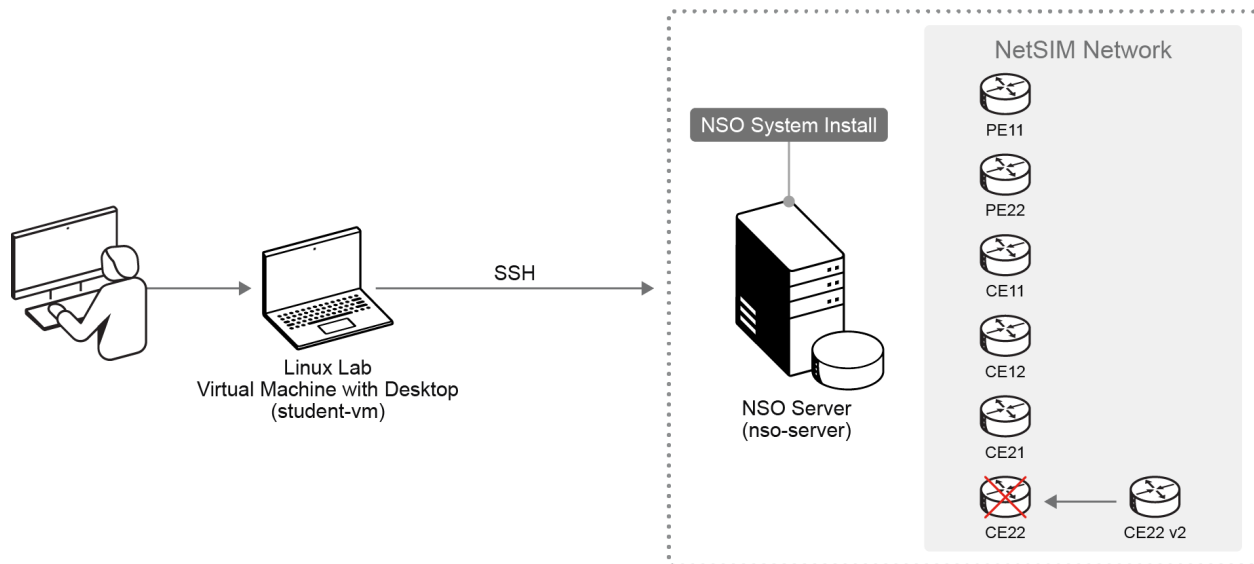 NetSIM Network
PE11
NSO System Install
PE22
CE11
SSH
CE12
Linux Lab
Virtual Machine with Desktop
(student-vm)
NSO Server
(nso-server)
CE21
CE22
CE22 v2